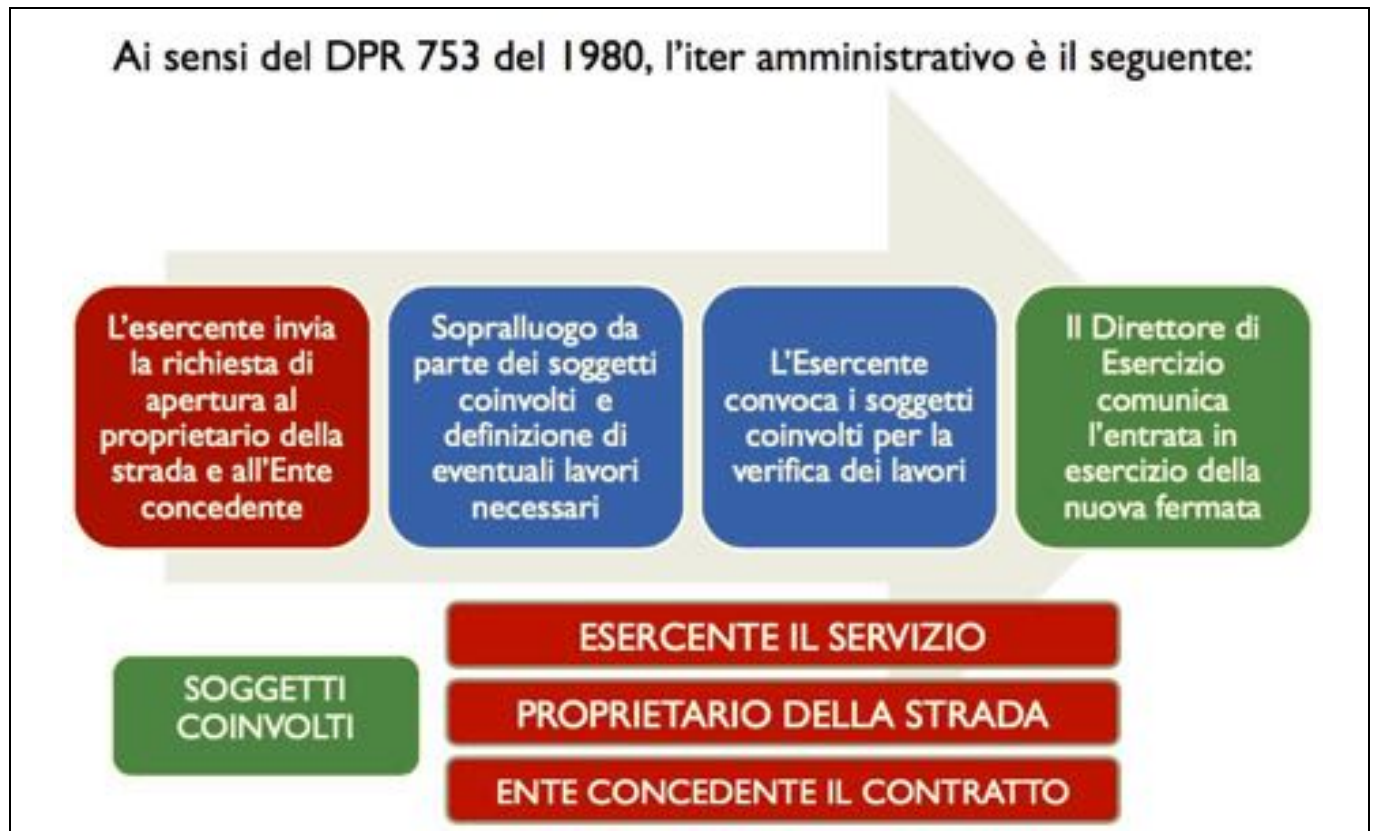 Ai sensi del DPR 753 del 1980, l'iter amministrativo è il seguente:
L'esercente invia
la richiesta di
apertura al
proprietario della
strada e all'Ente
concedente
Sopralluogo da
parte dei soggetti
coinvolti e
definizione di
eventuali lavori
necessari
L'Esercente
convoca i soggetti
coinvolti per la
verifica dei lavori
Il Direttore di
Esercizio
comunica
l'entrata in
esercizio della
nuova fermata
SOGGETTI
COINVOLTI
ESERCENTE IL SERVIZIO
PROPRIETARIO DELLA STRADA
ENTE CONCEDENTE IL CONTRATTO